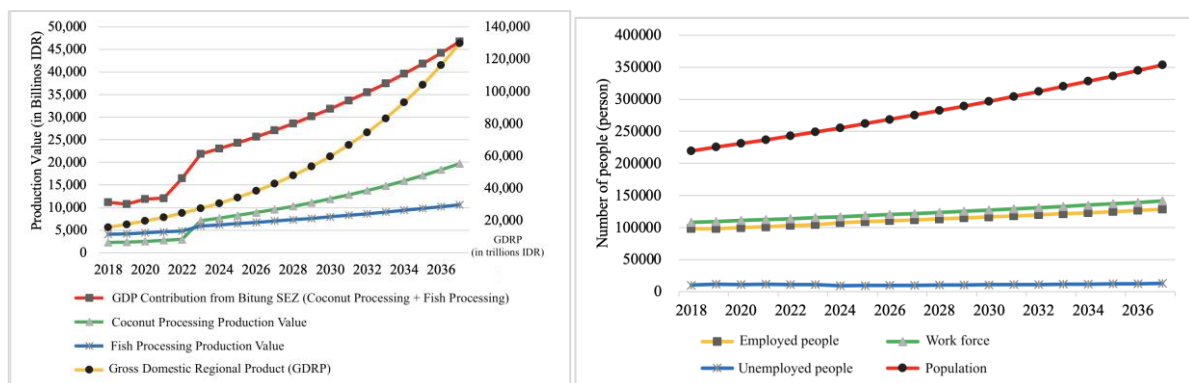 Production Value (in Billinos IDR)
50,000
45,000
40,000
35,000
30,000
25,000
20,000
15,000
10,000
5,000
0
140,000
120,000
100,000
80,000
60,000
40,000
20,000
GDRP
(in trillions IDR)
2018 2020 2022 2024 2026 2028 2030 2032 2034 2036
GDP Contribution from Bitung SEZ (Coconut Processing + Fish Processing)
Coconut Processing Production Value
Fish Processing Production Value
Gross Domestic Regional Product (GDRP)
Number of people (person)
400000
350000
300000
250000
200000
150000
100000
50000
0
2018 2020 2022 2024 2026 2028 2030 2032 2034 2036
Employed people
Work force
Unemployed people
Population